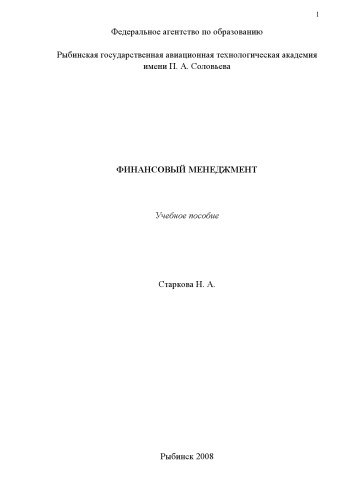 1
Федеральное агентство по образованию
Рыбинская государственная авиационная технологическая академия
имени П. А. Соловьева
ФИНАНСОВЫЙ МЕНЕДЖМЕНТ
Учебное пособие
Старкова Н. А.
Рыбинск 2008